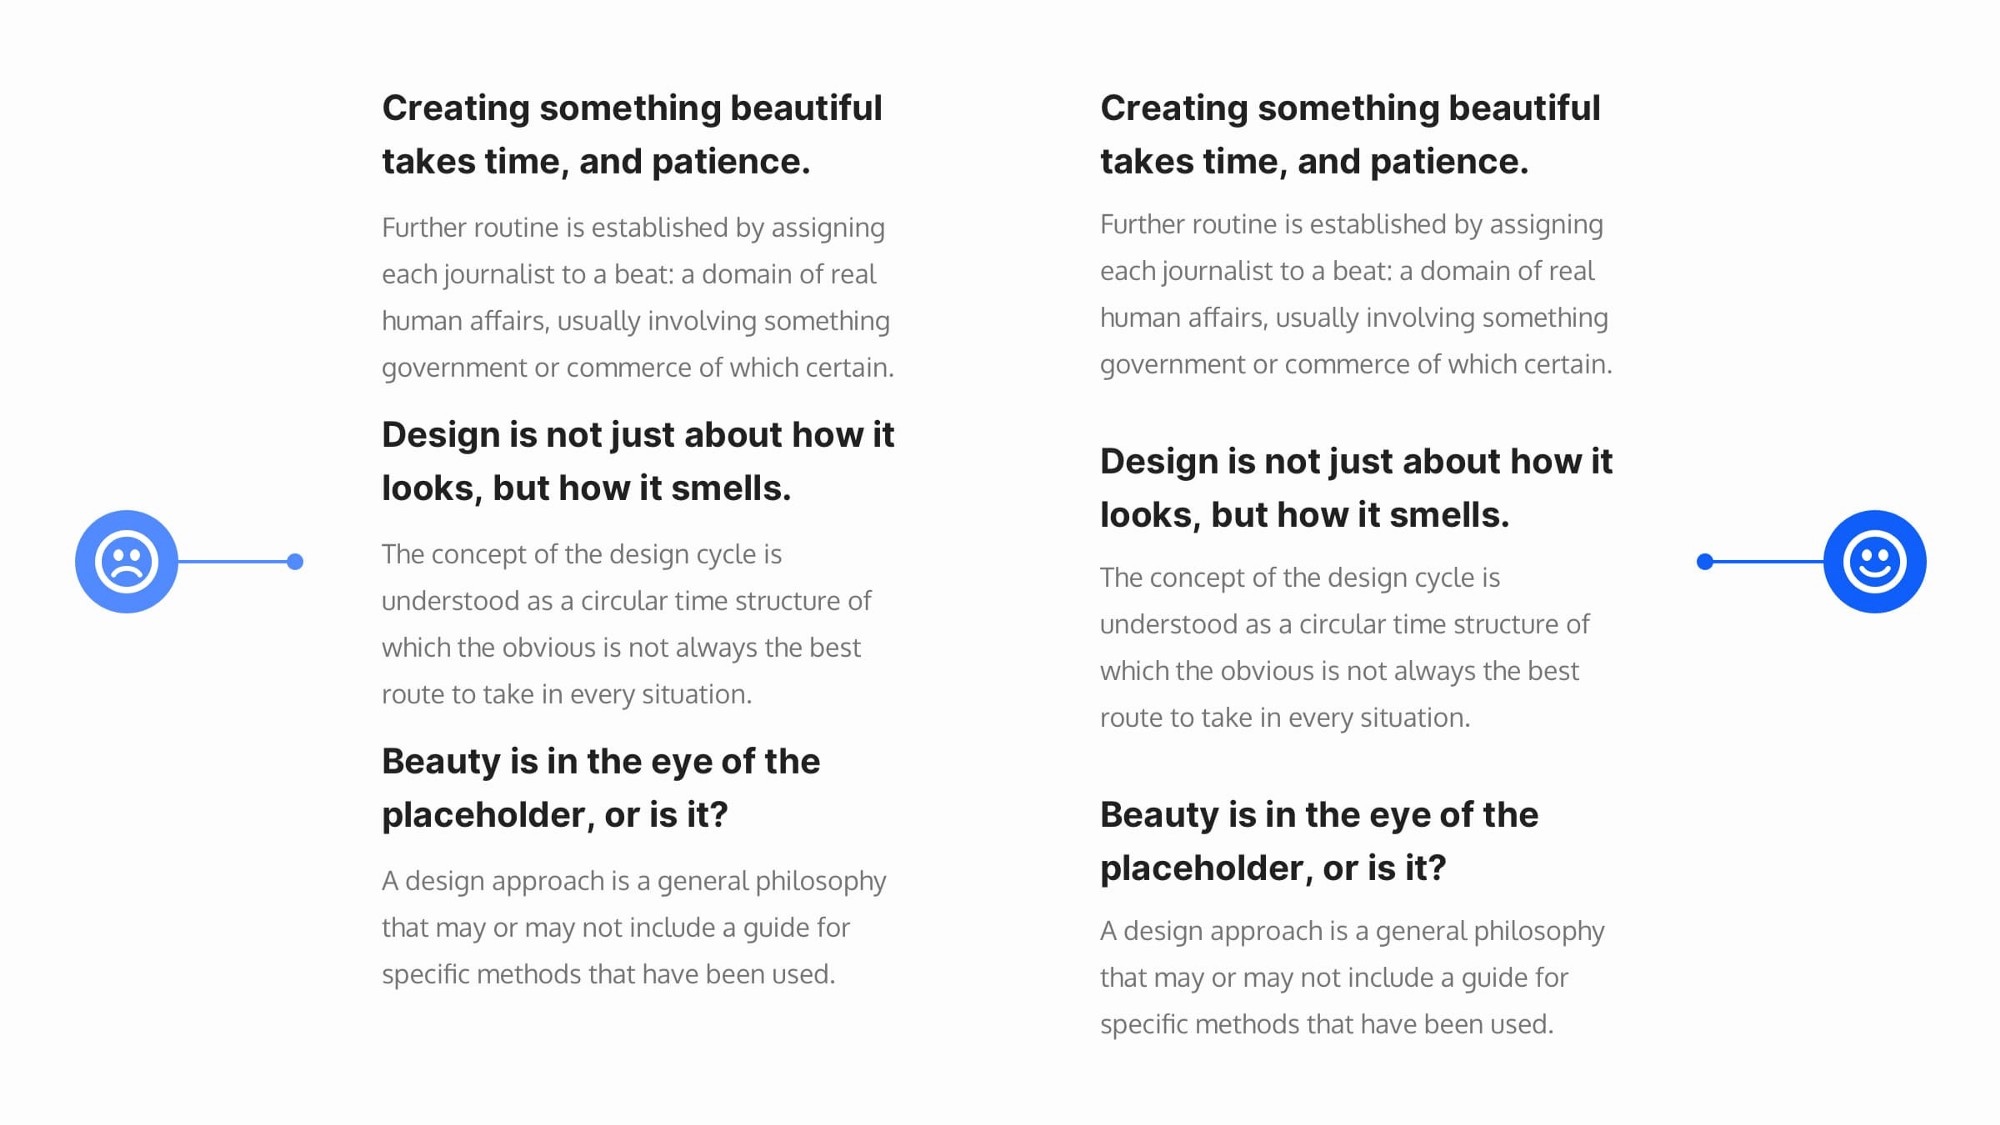 Creating something beautiful
takes time, and patience.
Further routine is established by assigning
each journalist to a beat: a domain of real
human affairs, usually involving something
government or commerce of which certain.
Design is not just about how it
looks, but how it smells.
The concept of the design cycle is
understood as a circular time structure of
which the obvious is not always the best
route to take in every situation.
Beauty is in the eye of the
placeholder, or is it?
A design approach is a general philosophy
that may or may not include a guide for
specific methods that have been used.
Creating something beautiful
takes time, and patience.
Further routine is established by assigning
each journalist to a beat: a domain of real
human affairs, usually involving something
government or commerce of which certain.
Design is not just about how it
looks, but how it smells.
The concept of the design cycle is
understood as a circular time structure of
which the obvious is not always the best
route to take in every situation.
Beauty is in the eye of the
placeholder, or is it?
A design approach is a general philosophy
that may or may not include a guide for
specific methods that have been used.